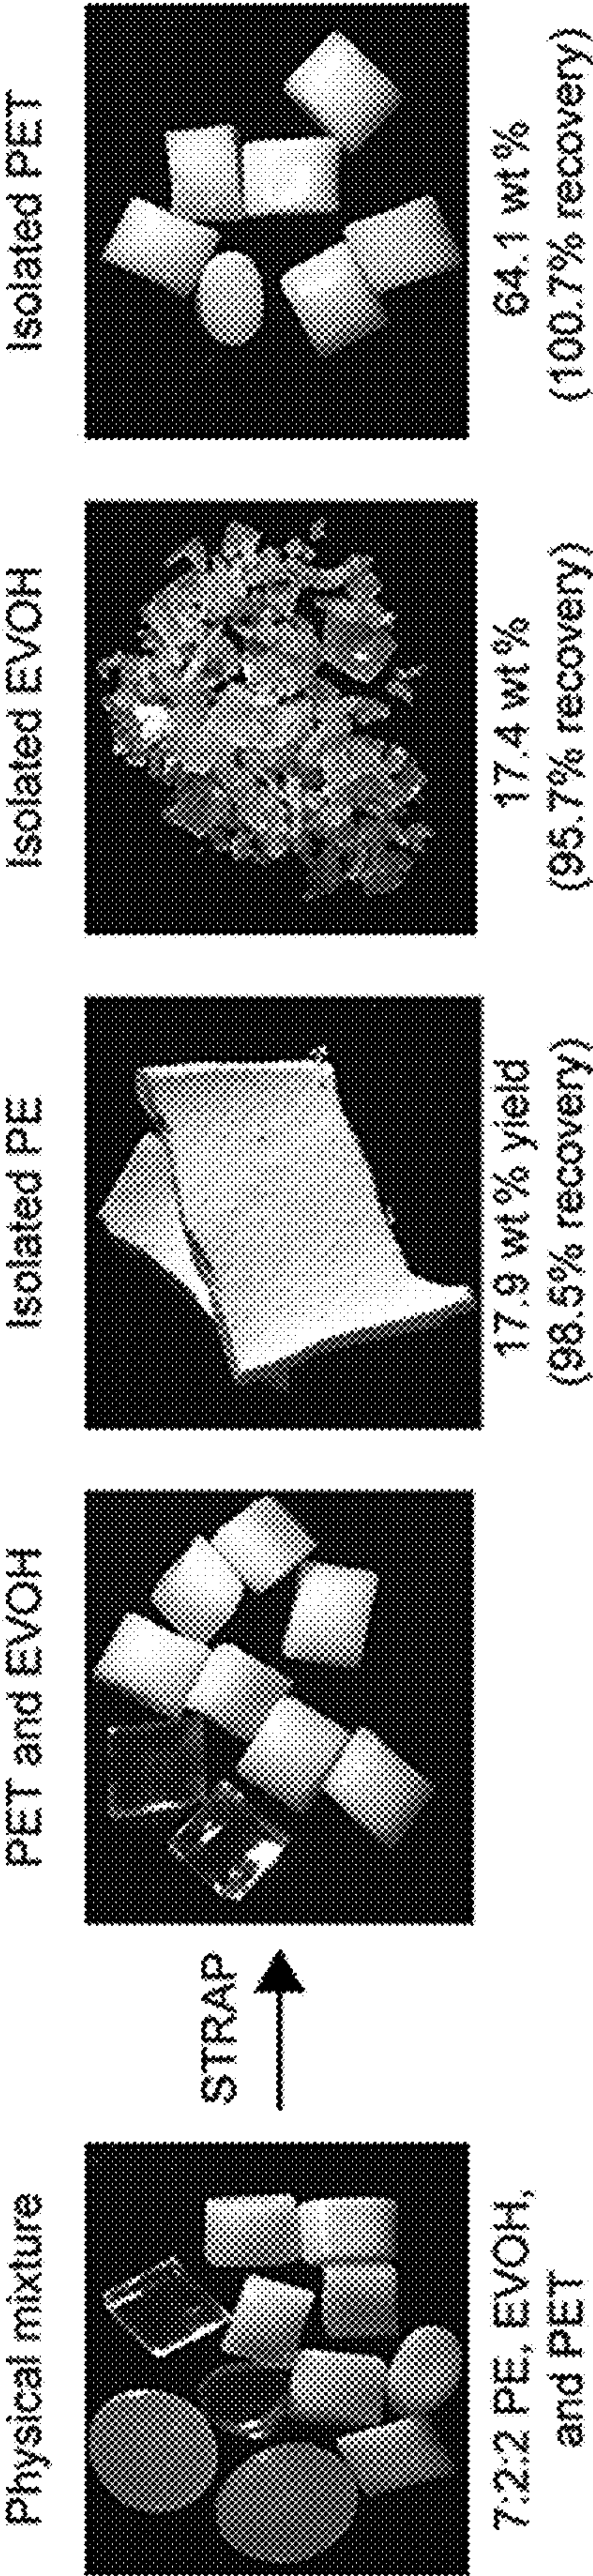 Physical mixture
7:2:2 PE, EVOH,
and PET
STRAP
PET and EVOH
Isolated PE
17.9 wt % yield
(98.5% recovery)
Isolated EVOH
17.4 wt %
(95.7% recovery)
Isolated PET
64.1 wt %
(100.7% recovery)